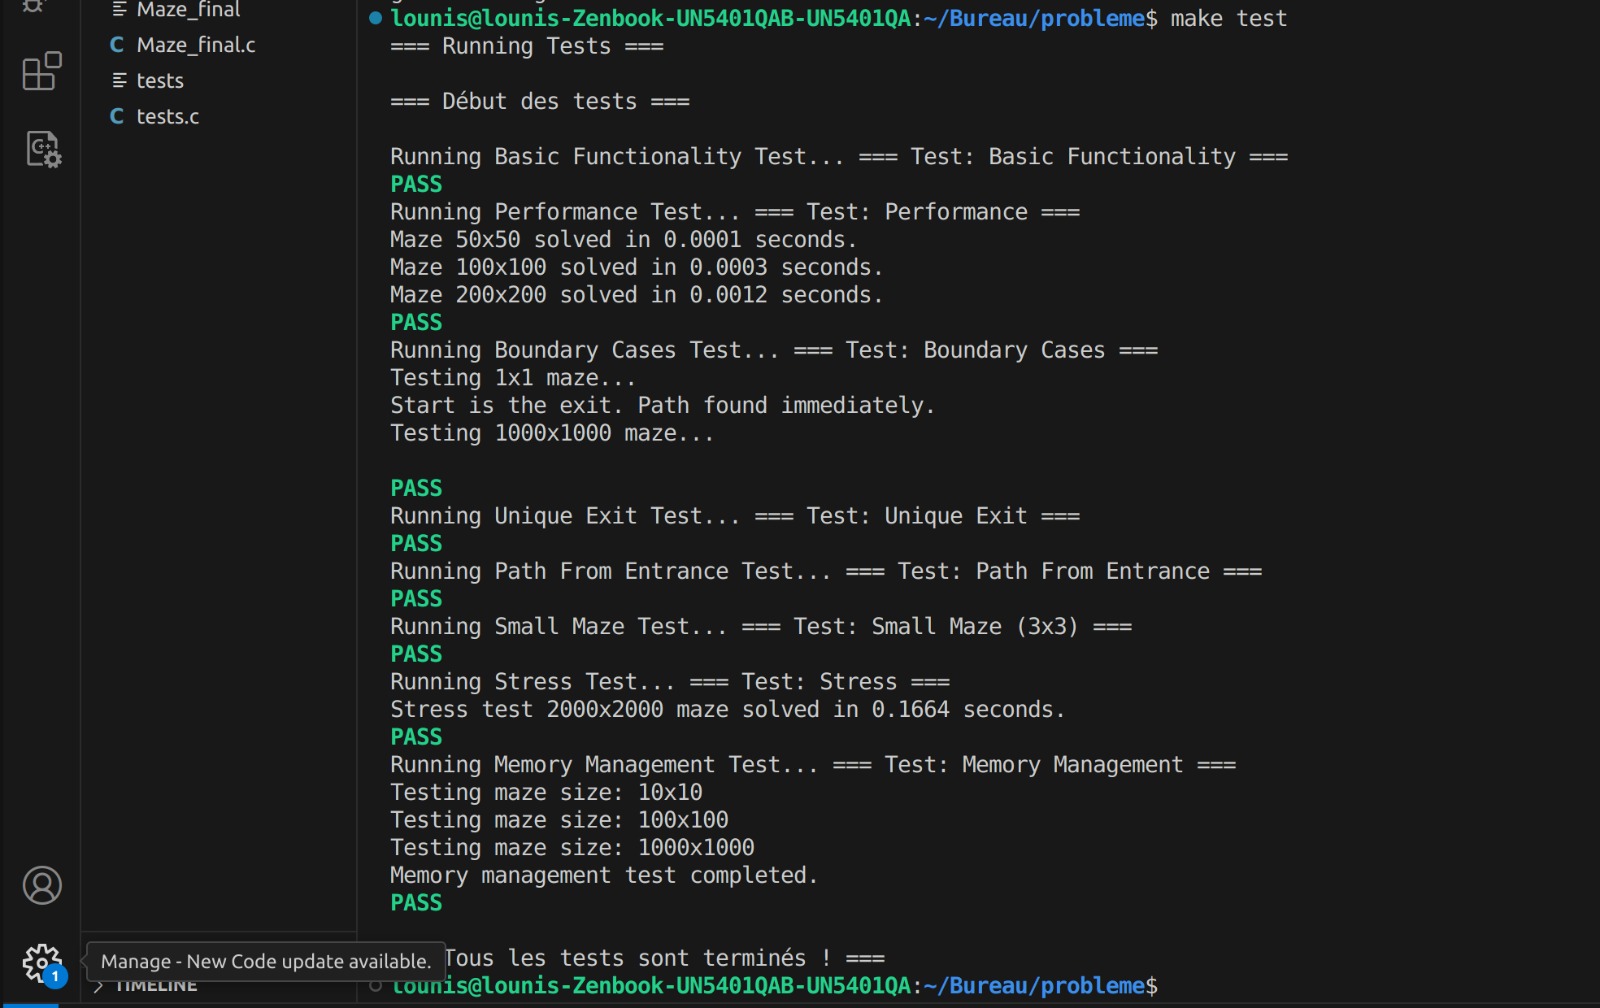 Maze_final
C Maze_final.c
tests
C tests.c
lounis@lounis-Zenbook-UN5401QAB-UN5401QA:~/Bureau/probleme$ make test
=== Running Tests ===
=== Début des tests ===
Running Basic Functionality Test... === Test: Basic Functionality ===
PASS
Running Performance Test... === Test: Performance ===
Maze 50x50 solved in 0.0001 seconds.
Maze 100x100 solved in 0.0003 seconds.
Maze 200x200 solved in 0.0012 seconds.
PASS
Running Boundary Cases Test... === Test: Boundary Cases ===
Testing 1x1 maze...
Start is the exit. Path found immediately.
Testing 1000x1000 maze...
PASS
Running Unique Exit Test... === Test: Unique Exit ===
PASS
Running Path From Entrance Test... === Test: Path From Entrance ===
PASS
Running Small Maze Test... === Test: Small Maze (3x3) ===
PASS
Running Stress Test... === Test: Stress ===
Stress test 2000x2000 maze solved in 0.1664 seconds.
PASS
Running Memory Management Test... === Test: Memory Management ===
Testing maze size: 10x10
Testing maze size: 100x100
Testing maze size: 1000x1000
Memory management test completed.
PASS
Tous les tests sont terminés ! ===
lounis@lounis-Zenbook-UN5401QAB-UN5401QA:~/Bureau/probleme$
1
Manage - New Code update available.
TIMELINE